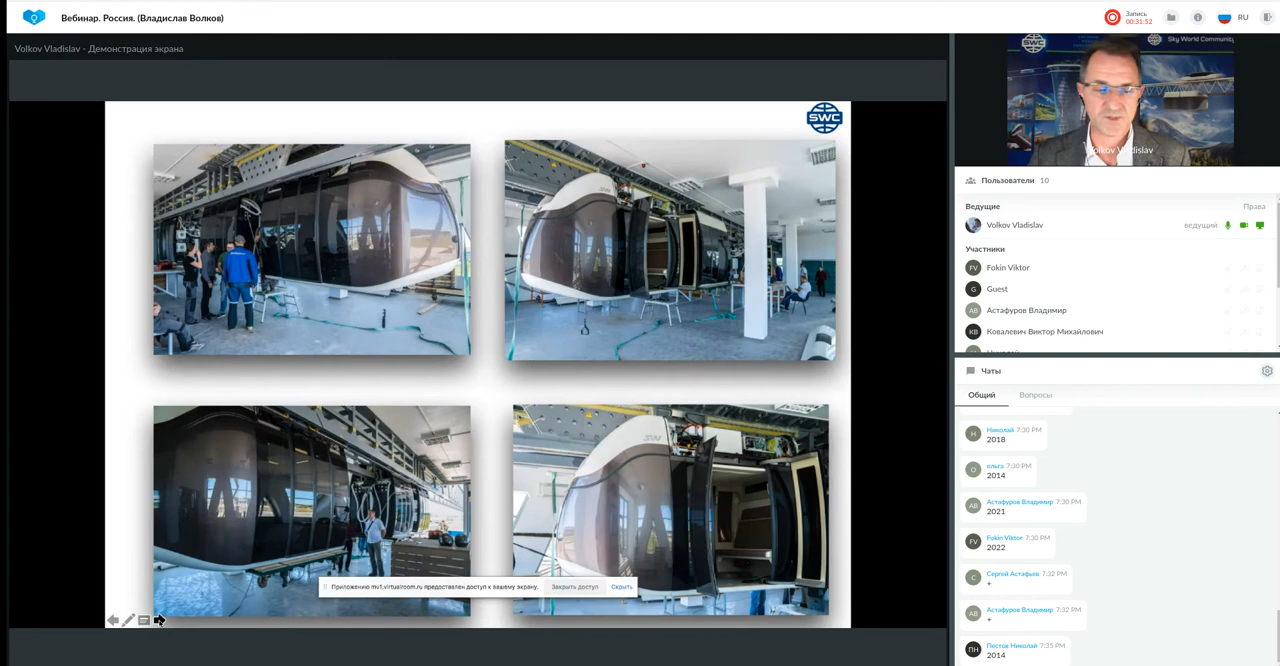 Вебинар. Россия. (Владислав Волков)
Запись
00:31:52
RU
Volkov Vladislav - Демонстрация экрана
SWC
SWC
Sky World Community
Volkov Vladislav
Пользователи 10
Ведущие Права
Volkov Vladislav ведущий
Участники
FV Fokin Viktor
G Guest
АВ Астафуров Владимир
КВ Ковалевич Виктор Михайлович
Чаты
Общий Вопросы
Н Николай 7:30 PM
2018
О ольга 7:30 PM
2014
АВ Астафуров Владимир 7:30 PM
2021
FV Fokin Viktor 7:30 PM
2022
С Сергей Астафьев 7:32 PM
+
АВ Астафуров Владимир 7:32 PM
+
ПН Пестов Николай 7:35 PM
2014
Приложению mv1.virtualroom.ru предоставлен доступ к вашему экрану. Закрыть доступ Скрыть